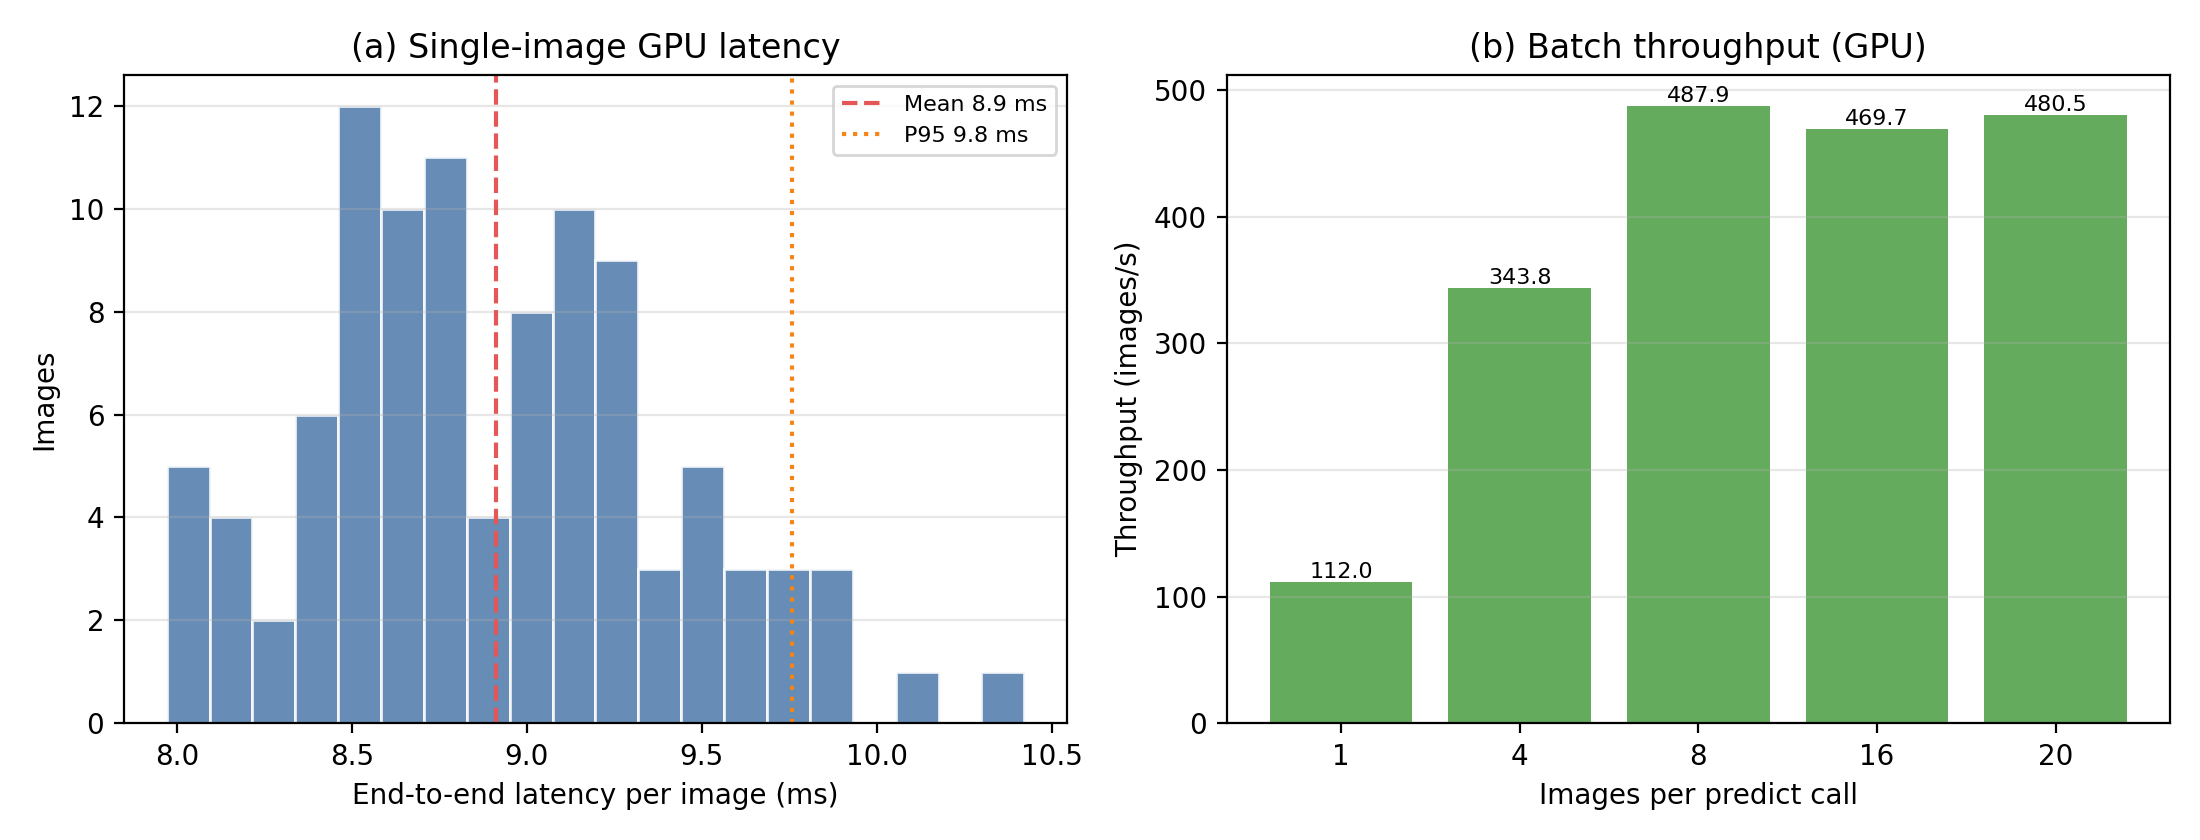 (a) Single-image GPU latency
Images
12
10
8
6
4
2
0
Mean 8.9 ms
P95 9.8 ms
8.0 8.5 9.0 9.5 10.0 10.5
End-to-end latency per image (ms)
(b) Batch throughput (GPU)
Throughput (images/s)
500
400
300
200
100
0
112.0
343.8
487.9
469.7
480.5
1 4 8 16 20
Images per predict call